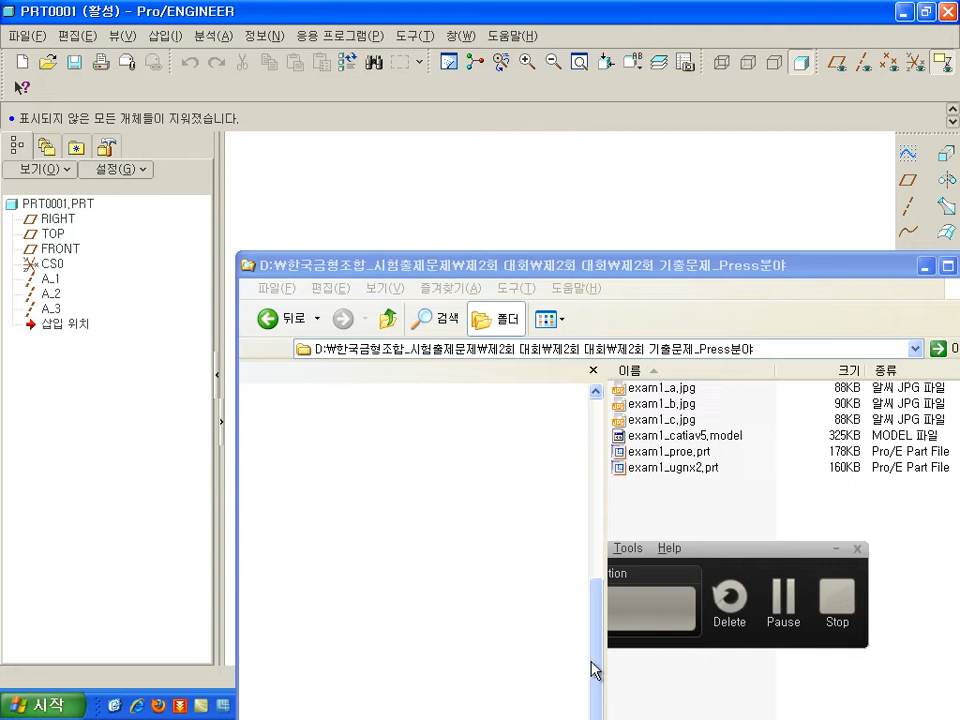 PRT0001 (활성) - Pro/ENGINEER
파일(F) 편집(E) 뷰(V) 삽입(I) 분석(A) 정보(N) 응용 프로그램(P) 도구(T) 창(W) 도움말(H)
• 표시되지 않은 모든 개체들이 지워졌습니다.
보기(O) 설정(G)
PRT0001.PRT
RIGHT
TOP
FRONT
CS0
A_1
A_2
A_3
삽입 위치
D:₩한국금형조합_시험출제문제₩제2회 대회₩제2회 대회₩제2회 기출문제_Press분야
파일(F) 편집(E) 보기(V) 즐겨찾기(A) 도구(T) 도움말(H)
뒤로 검색 폴더
D:₩한국금형조합_시험출제문제₩제2회 대회₩제2회 대회₩제2회 기출문제_Press분야
이름 크기 종류
exam1_a.jpg 88KB 알씨 JPG 파일
exam1_b.jpg 90KB 알씨 JPG 파일
exam1_c.jpg 88KB 알씨 JPG 파일
exam1_catiav5.model 325KB MODEL 파일
exam1_proe.prt 178KB Pro/E Part File
exam1_ugnx2.prt 160KB Pro/E Part File
Tools Help
tion
Delete Pause Stop
시작